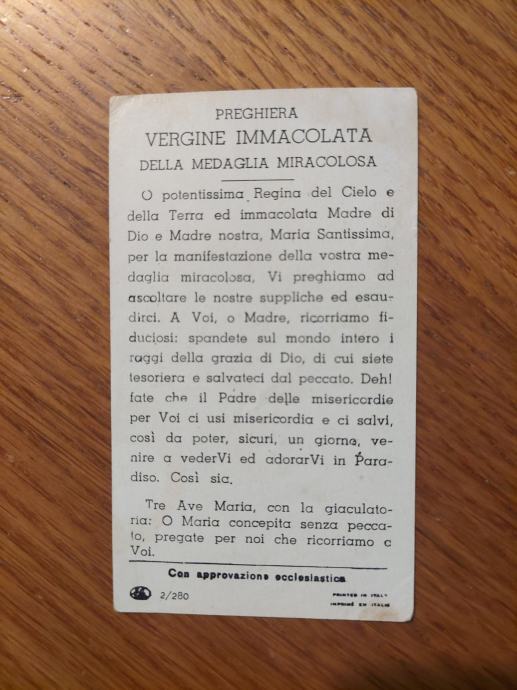 PREGHIERA
VERGINE IMMACOLATA
DELLA MEDAGLIA MIRACOLOSA
O potentissima Regina del Cielo e
della Terra ed immacolata Madre di
Dio e Madre nostra, Maria Santissima,
per la manifestazione della vostra me-
daglia miracolosa, Vi preghiamo ad
ascoltare le nostre suppliche ed esau-
dirci. A Voi, o Madre, ricorriamo fi-
duciosi: spandete sul mondo intero i
raggi della grazia di Dio, di cui siete
tesoriera e salvateci dal peccato. Deh!
fate che il Padre delle misericordie
per Voi ci usi misericordia e ci salvi,
così da poter, sicuri, un giorno, ve-
nire a vederVi ed adorarVi in Para-
diso. Così sia.
Tre Ave Maria, con la giaculato-
ria: O Maria concepita senza pecca-
to, pregate per noi che ricorriamo a
Voi.
Con approvazione ecclesiastica
2/280
PRINTED IN ITALY
IMPRIMÉ EN ITALIE